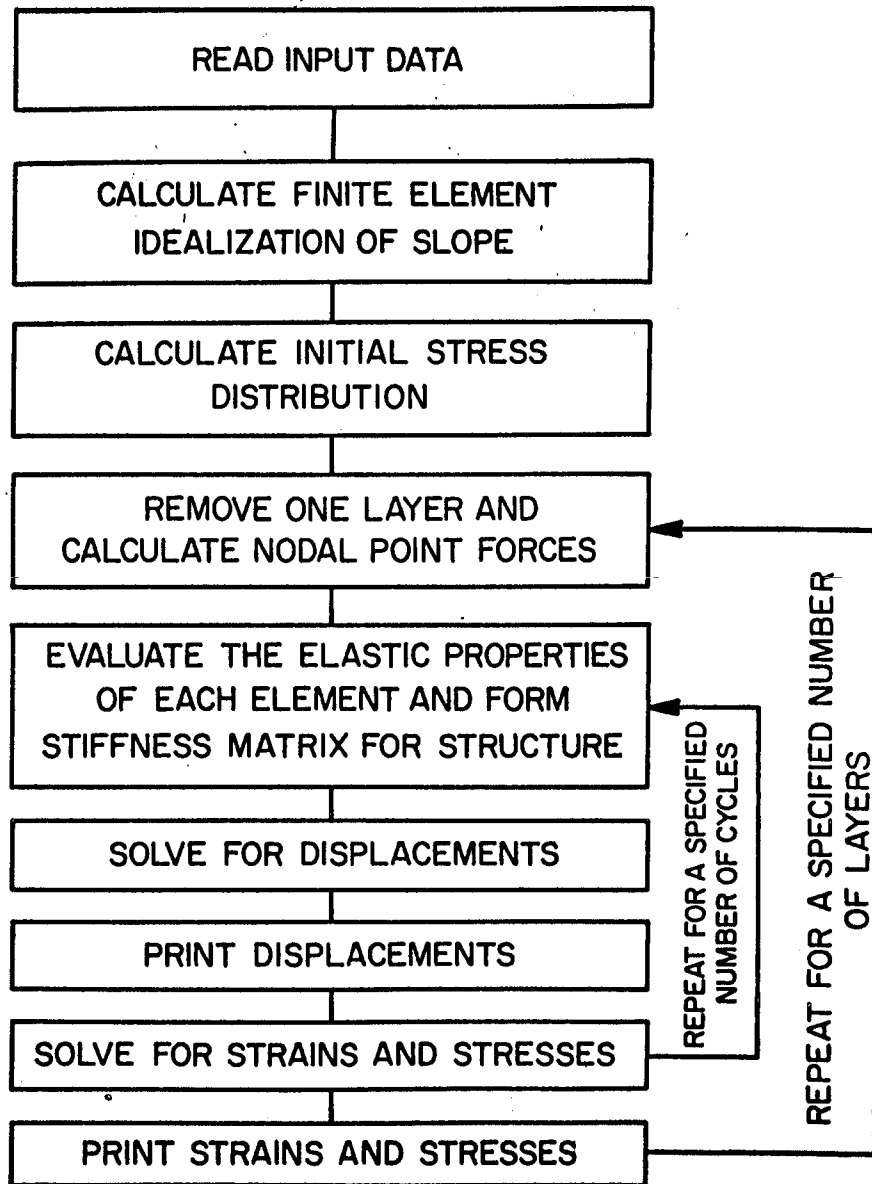 READ INPUT DATA
CALCULATE FINITE ELEMENT
IDEALIZATION OF SLOPE
CALCULATE INITIAL STRESS
DISTRIBUTION
REMOVE ONE LAYER AND
CALCULATE NODAL POINT FORCES
EVALUATE THE ELASTIC PROPERTIES
OF EACH ELEMENT AND FORM
STIFFNESS MATRIX FOR STRUCTURE
SOLVE FOR DISPLACEMENTS
PRINT DISPLACEMENTS
SOLVE FOR STRAINS AND STRESSES
PRINT STRAINS AND STRESSES
REPEAT FOR A SPECIFIED
NUMBER OF CYCLES
REPEAT FOR A SPECIFIED NUMBER
OF LAYERS